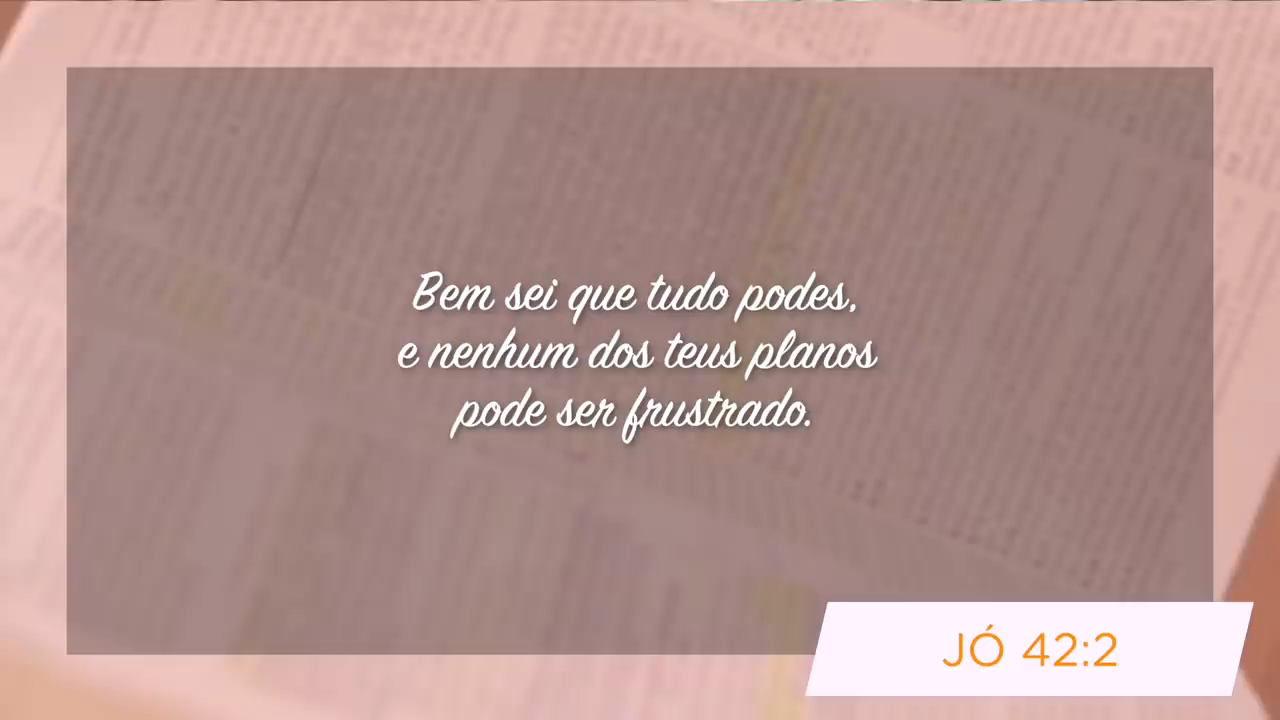 Bem sei que tudo podes,
e nenhum dos teus planos
pode ser frustrado.
JÓ 42:2